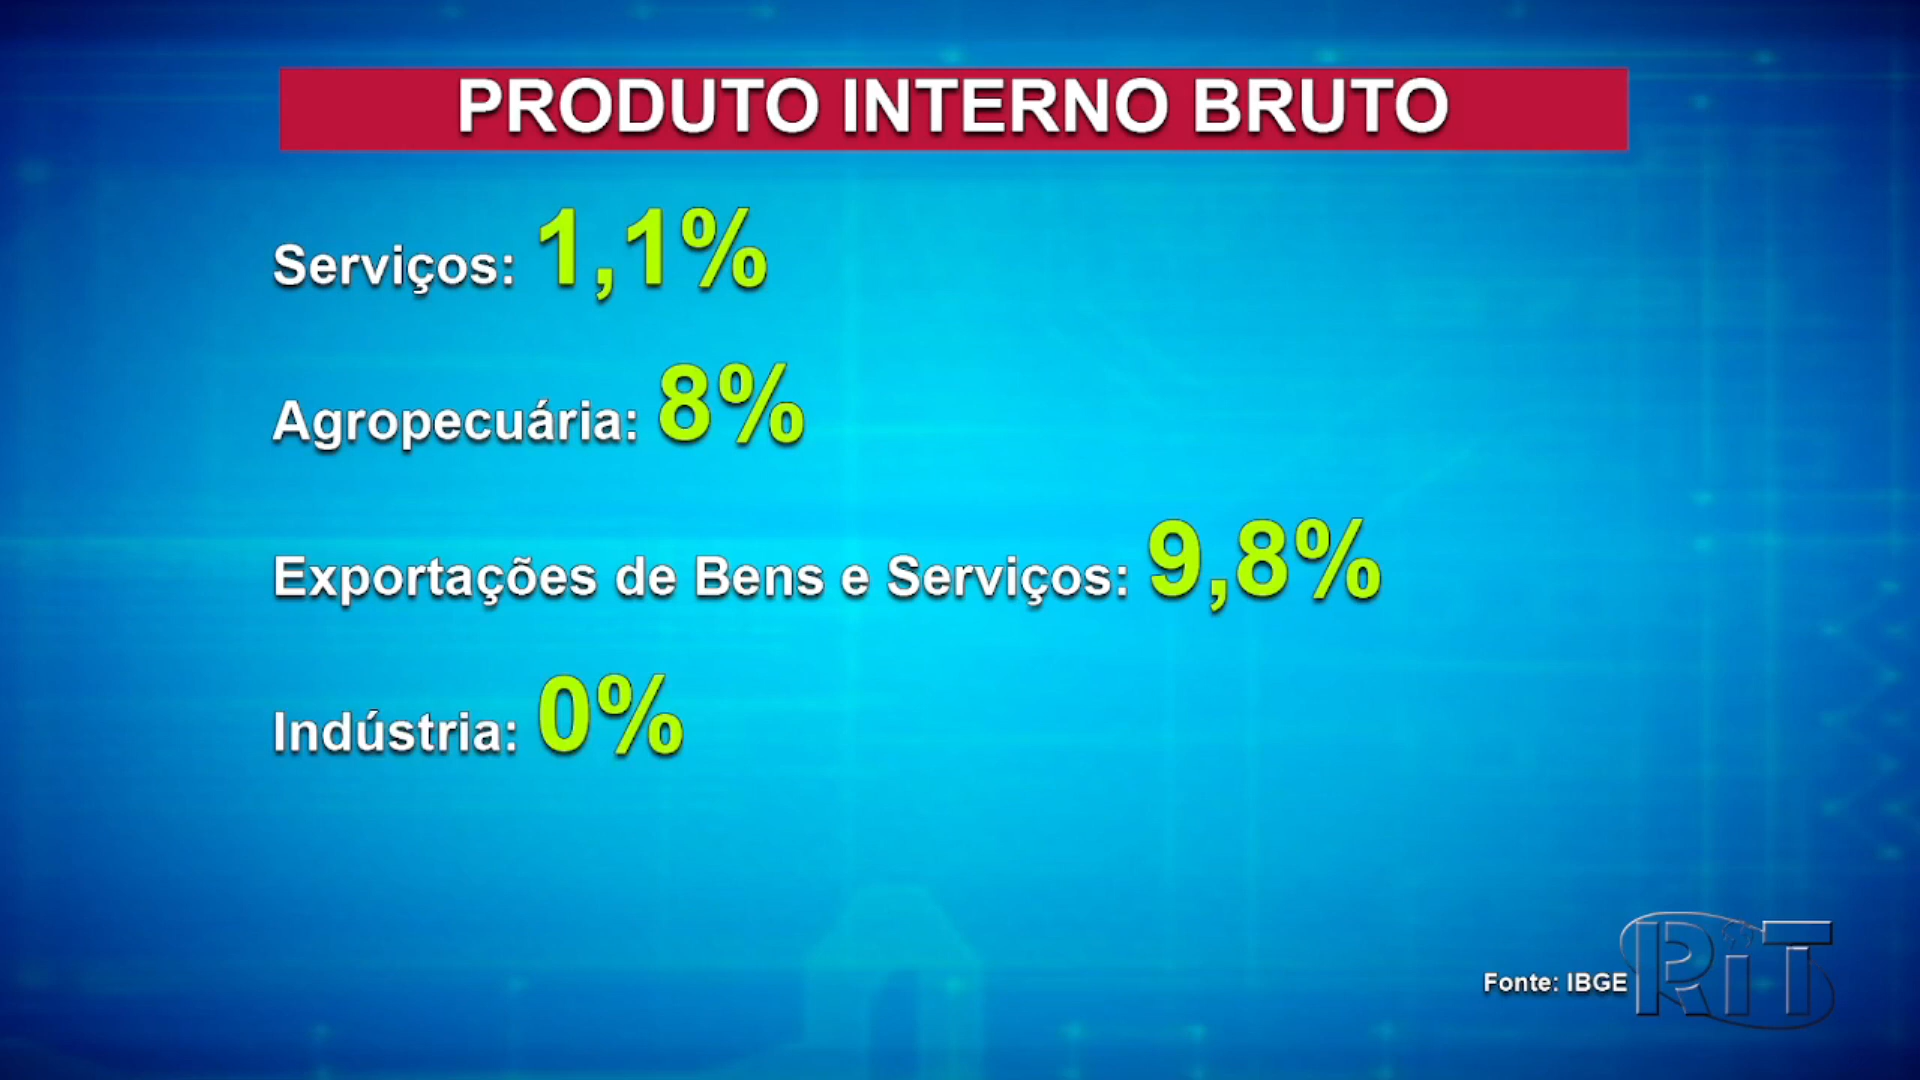 PRODUTO INTERNO BRUTO
Serviços: 1,1%
Agropecuária: 8%
Exportações de Bens e Serviços: 9,8%
Indústria: 0%
Fonte: IBGE
RiT